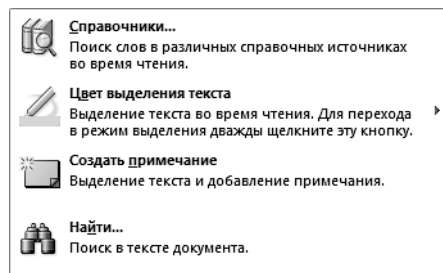 Справочники...
Поиск слов в различных справочных источниках
во время чтения.
Цвет выделения текста
Выделение текста во время чтения. Для перехода
в режим выделения дважды щелкните эту кнопку.
Создать примечание
Выделение текста и добавление примечания.
Найти...
Поиск в тексте документа.